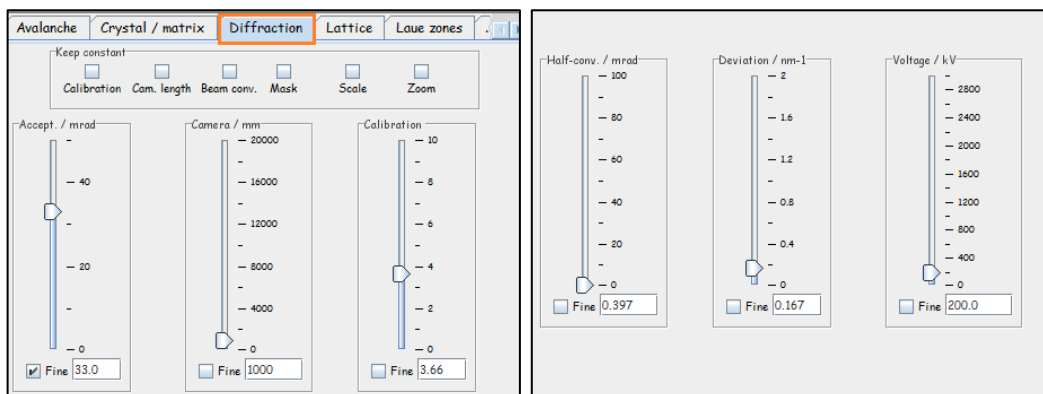 Avalanche Crystal / matrix Diffraction Lattice Laue zones .
Keep constant
Calibration Cam. length Beam conv. Mask Scale Zoom
Accept. / mrad
40
20
Fine 33.0
Camera / mm
20000
16000
12000
8000
4000
0
Fine 1000
Calibration
10
8
6
4
2
0
Fine 3.66
Half-conv. / mrad
100
80
60
40
20
0
Fine 0.397
Deviation / nm-1
2
1.6
1.2
0.8
0.4
0
Fine 0.167
Voltage / kV
2800
2400
2000
1600
1200
800
400
0
Fine 200.0